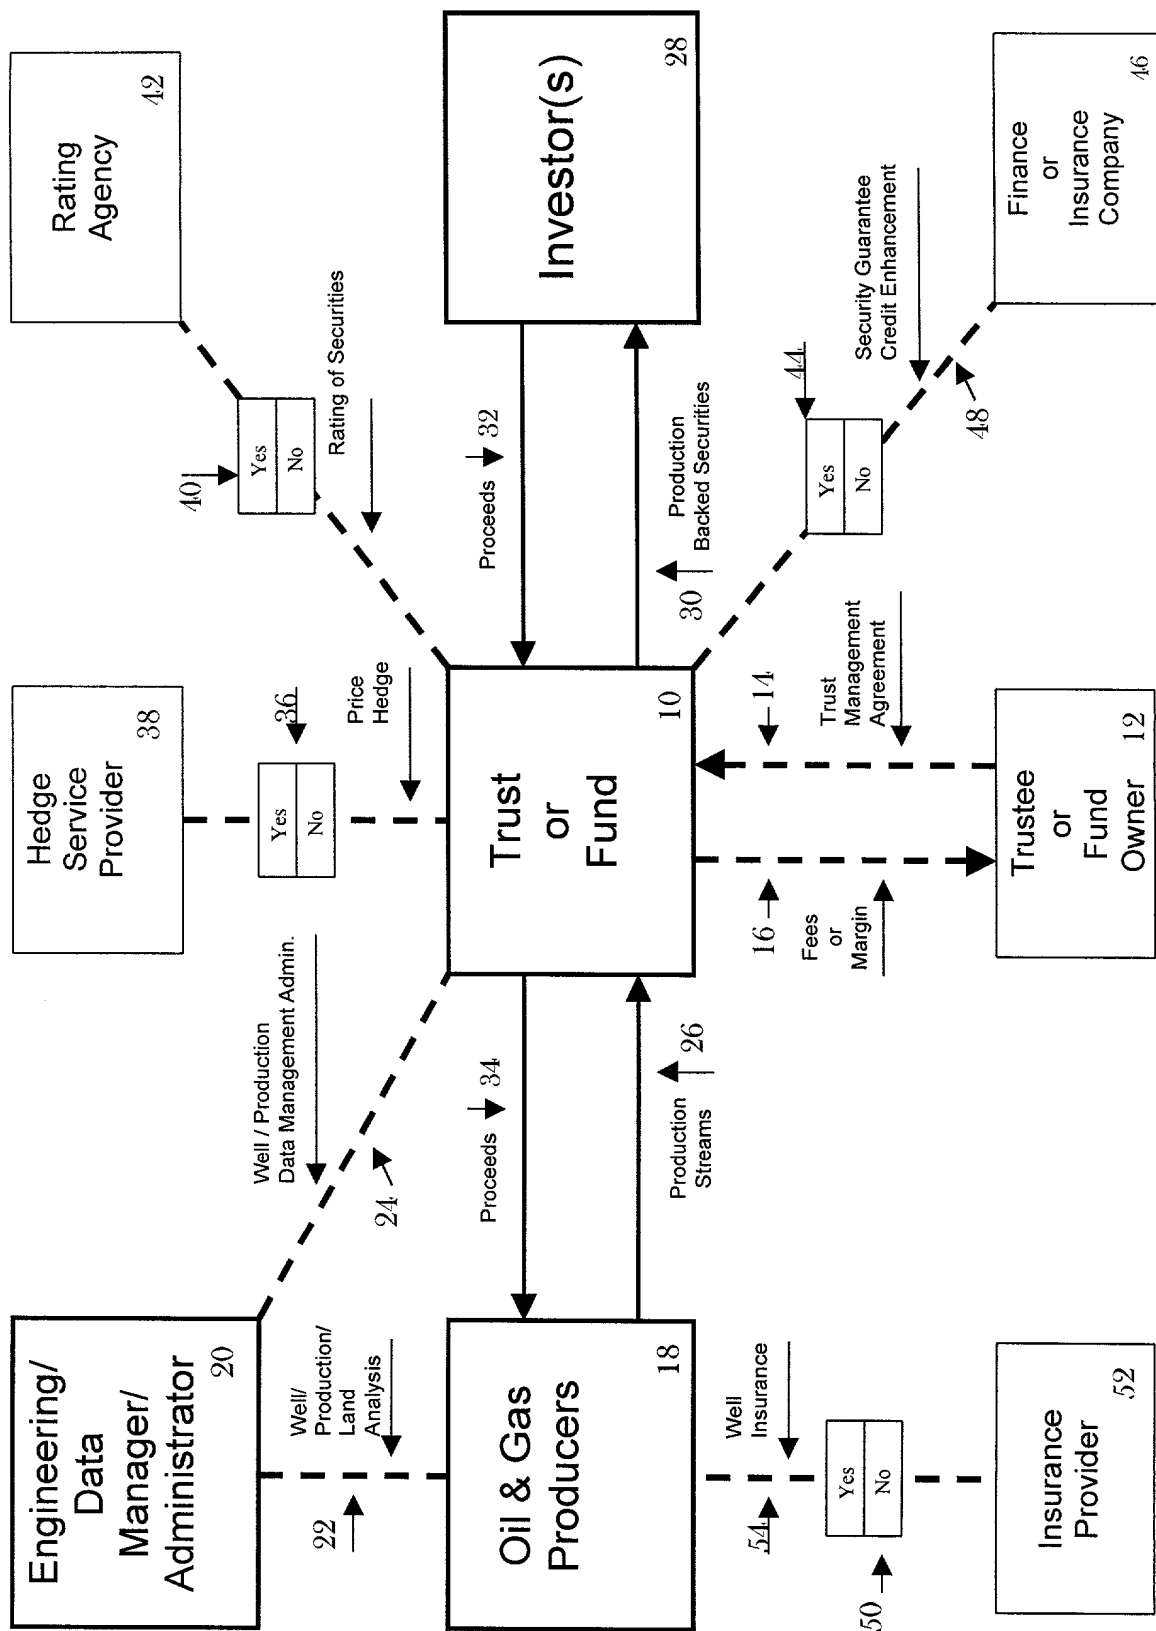 Engineering/
Data
Manager/
Administrator
20
Hedge
Service
Provider
38
Rating
Agency
42
Well / Production
Data Management Admin.
24
Yes
No
36
40
Yes
No
Rating of Securities
Well/
Production/
Land
Analysis
22
Price
Hedge
Oil & Gas
Producers
18
Proceeds
34
Production
Streams
26
Trust
or
Fund
10
Proceeds
32
Production
Backed Securities
30
Investor(s)
28
Well
Insurance
54
Yes
No
50
16
Fees
or
Margin
14
Trust
Management
Agreement
44
Yes
No
Security Guarantee
Credit Enhancement
48
Insurance
Provider
52
Trustee
or
Fund
Owner
12
Finance
or
Insurance
Company
46